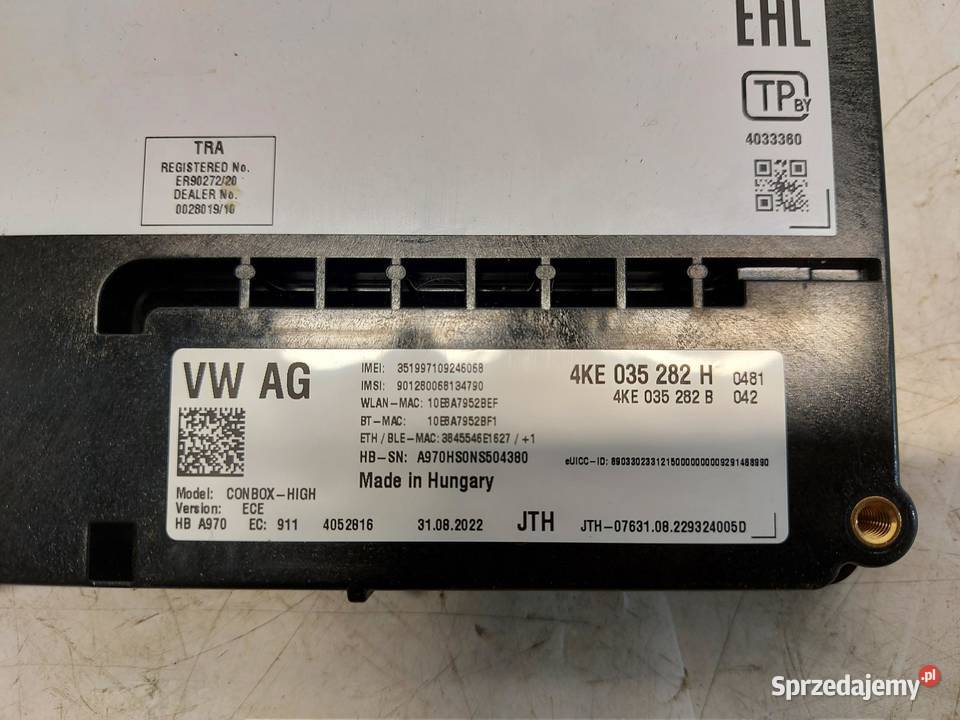 EAC
TP BY
4033360
TRA
REGISTERED No.
ER90272/20
DEALER No.
0028019/10
VW AG
IMEI: 351997109246068
IMSI: 901280068134790
WLAN-MAC: 10E8A7952BEF
BT-MAC: 10E8A7952BF1
ETH / BLE-MAC: 3845546E1627 / +1
HB-SN: A970HS0NS504380
Made in Hungary
4KE 035 282 H 0481
4KE 035 282 B 042
eUICC-ID: 89033023312150000000009291488990
Model: CONBOX-HIGH
Version: ECE
HB A970 EC: 911 4052816 31.08.2022 JTH JTH-07631.08.229324005D
Sprzedajemy.pl